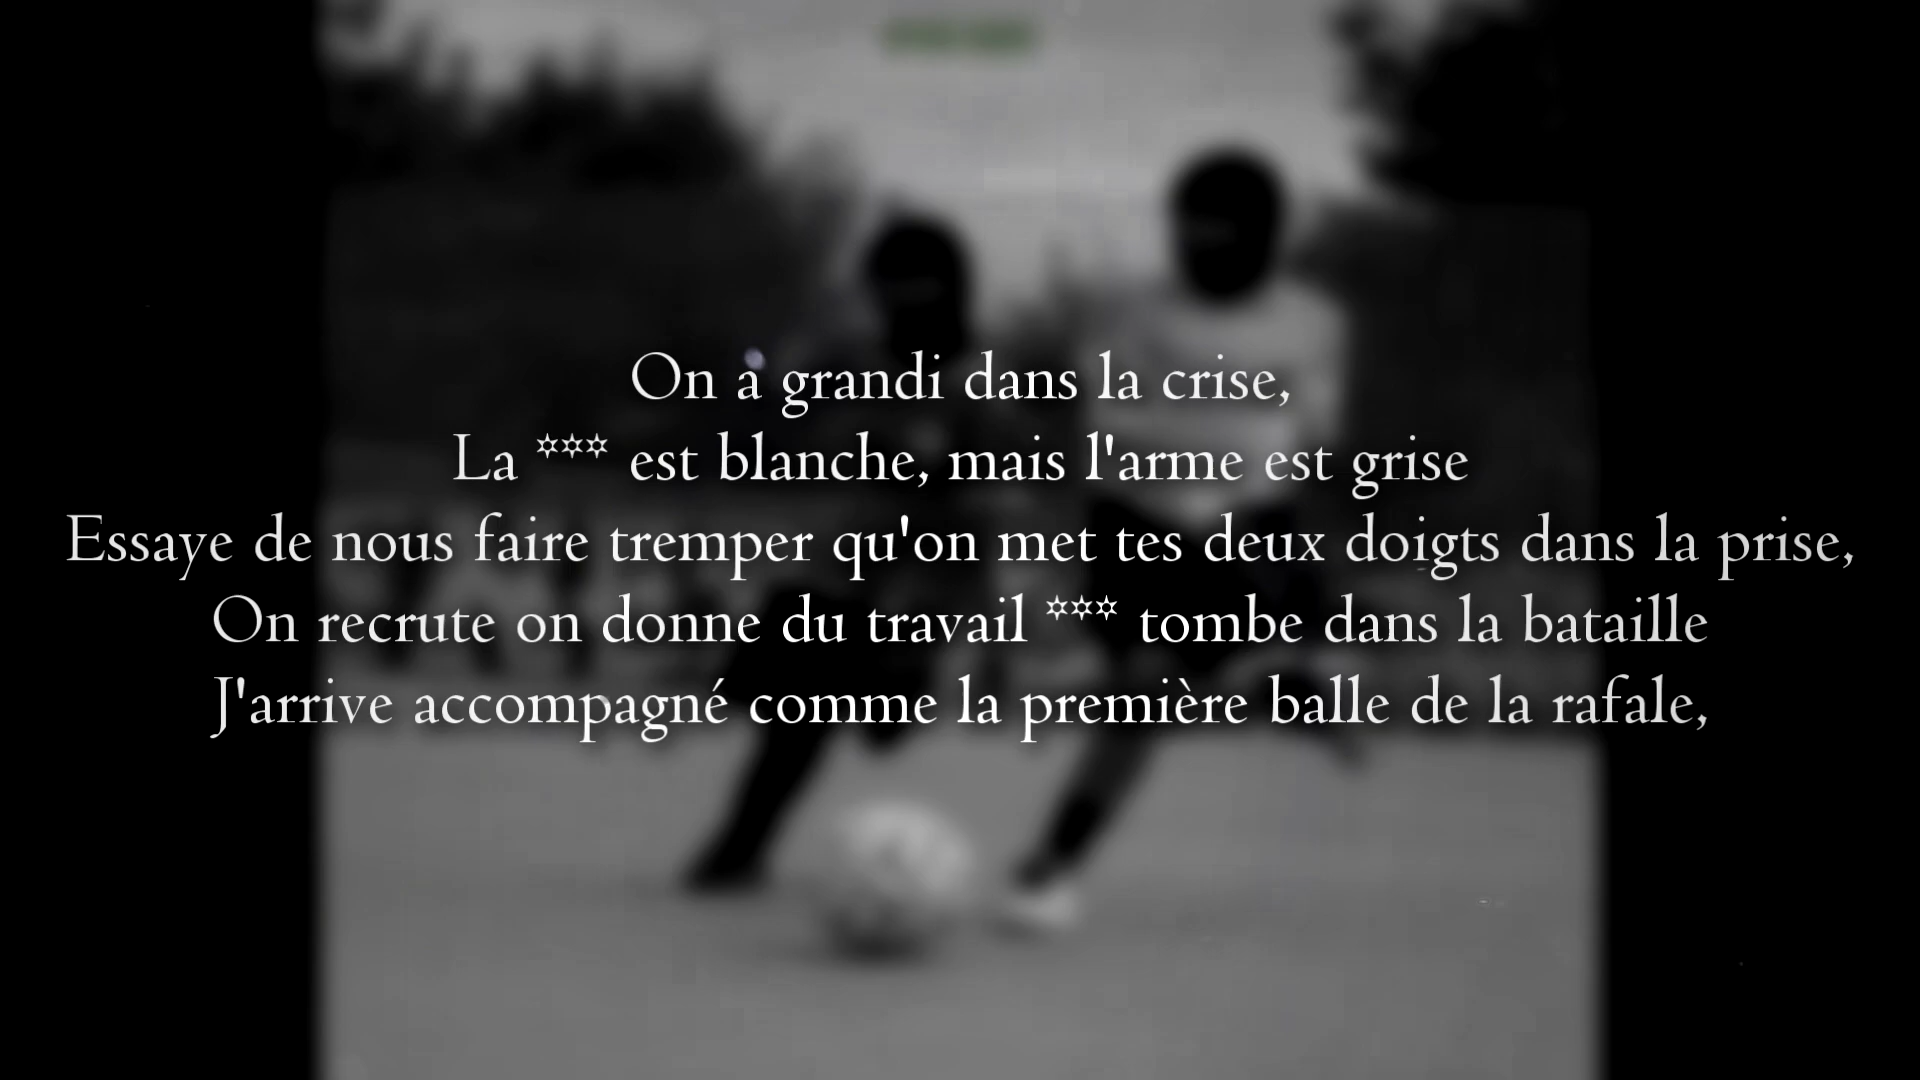 On a grandi dans la crise,
La *** est blanche, mais l'arme est grise
Essaye de nous faire tremper qu'on met tes deux doigts dans la prise,
On recrute on donne du travail *** tombe dans la bataille
J'arrive accompagné comme la première balle de la rafale,